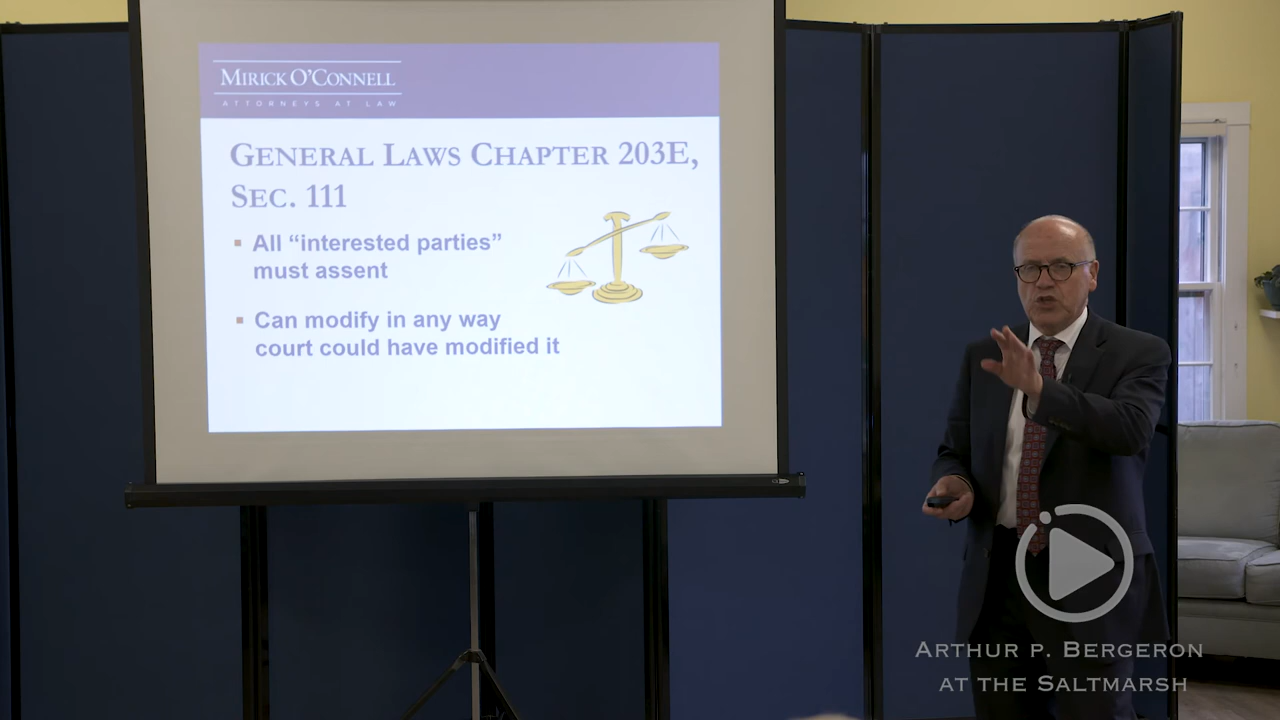 MIRICK O'CONNELL
ATTORNEYS AT LAW
GENERAL LAWS CHAPTER 203E,
SEC. 111
All “interested parties”
must assent
Can modify in any way
court could have modified it
ARTHUR P. BERGERON
AT THE SALTMARSH